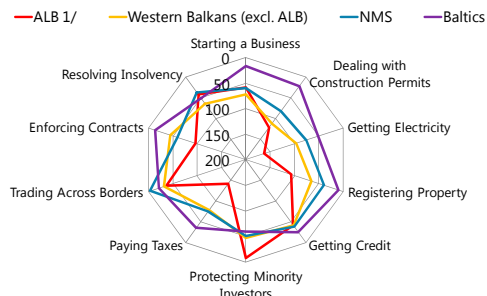 ALB 1/ Western Balkans (excl. ALB) NMS Baltics
Starting a Business
Dealing with
Construction Permits
Getting Electricity
Registering Property
Getting Credit
Protecting Minority
Investors
Paying Taxes
Trading Across Borders
Enforcing Contracts
Resolving Insolvency
0
50
100
150
200